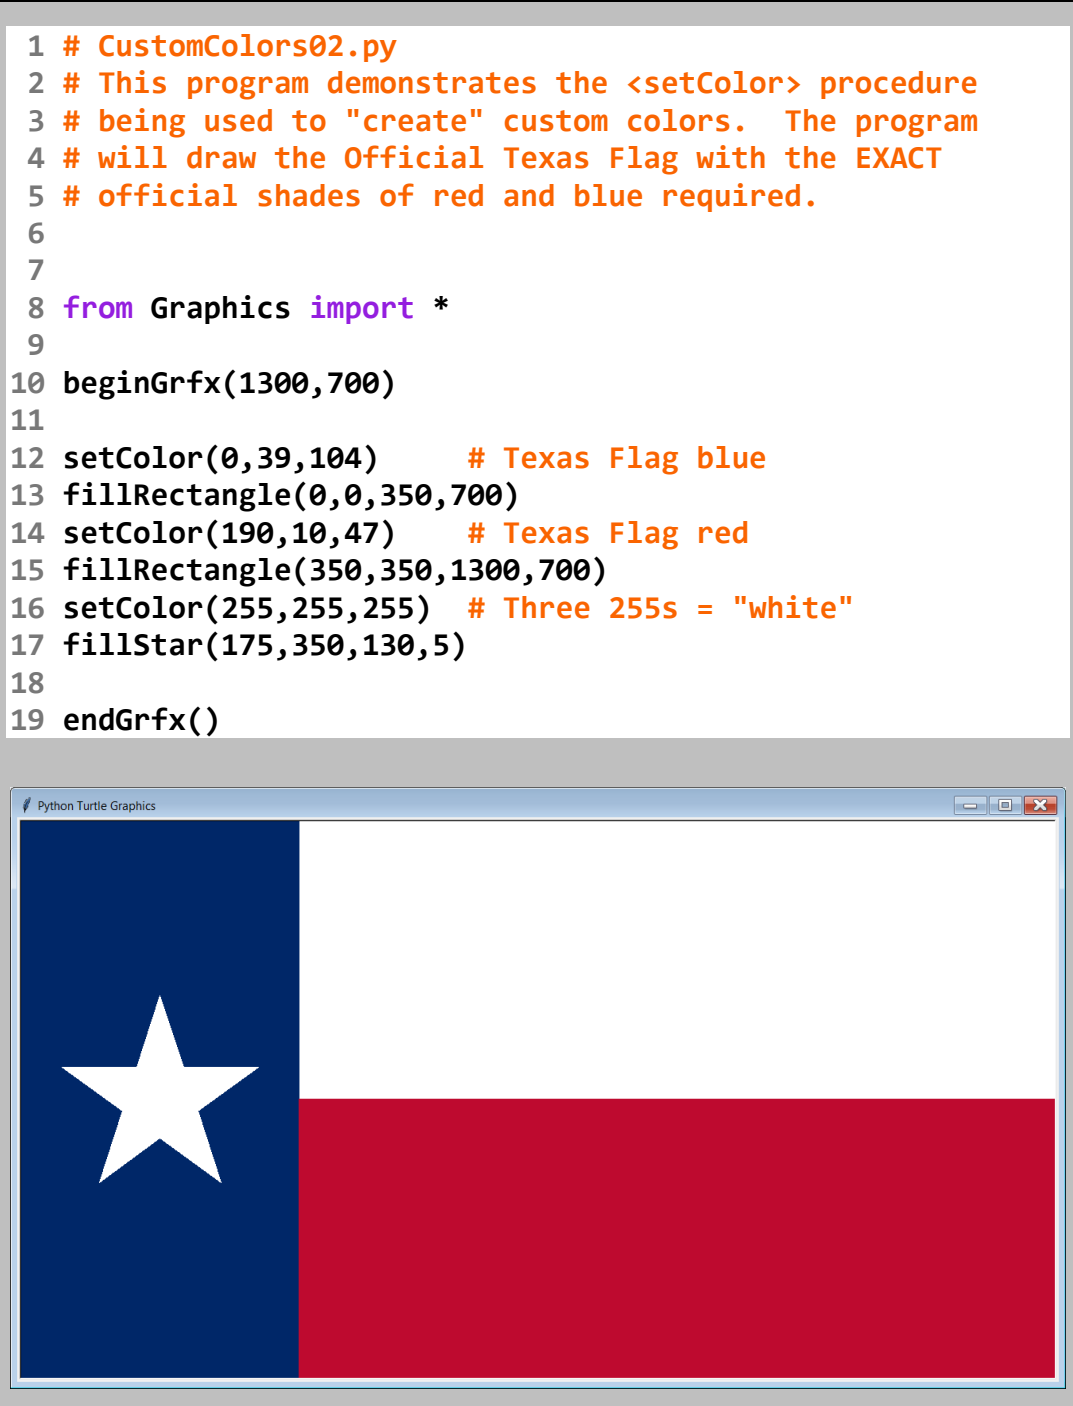 1 # CustomColors02.py
2 # This program demonstrates the <setColor> procedure
3 # being used to "create" custom colors.  The program
4 # will draw the Official Texas Flag with the EXACT
5 # official shades of red and blue required.
6
7
8 from Graphics import *
9
10 beginGrfx(1300,700)
11
12 setColor(0,39,104)     # Texas Flag blue
13 fillRectangle(0,0,350,700)
14 setColor(190,10,47)    # Texas Flag red
15 fillRectangle(350,350,1300,700)
16 setColor(255,255,255)  # Three 255s = "white"
17 fillStar(175,350,130,5)
18
19 endGrfx()
Python Turtle Graphics